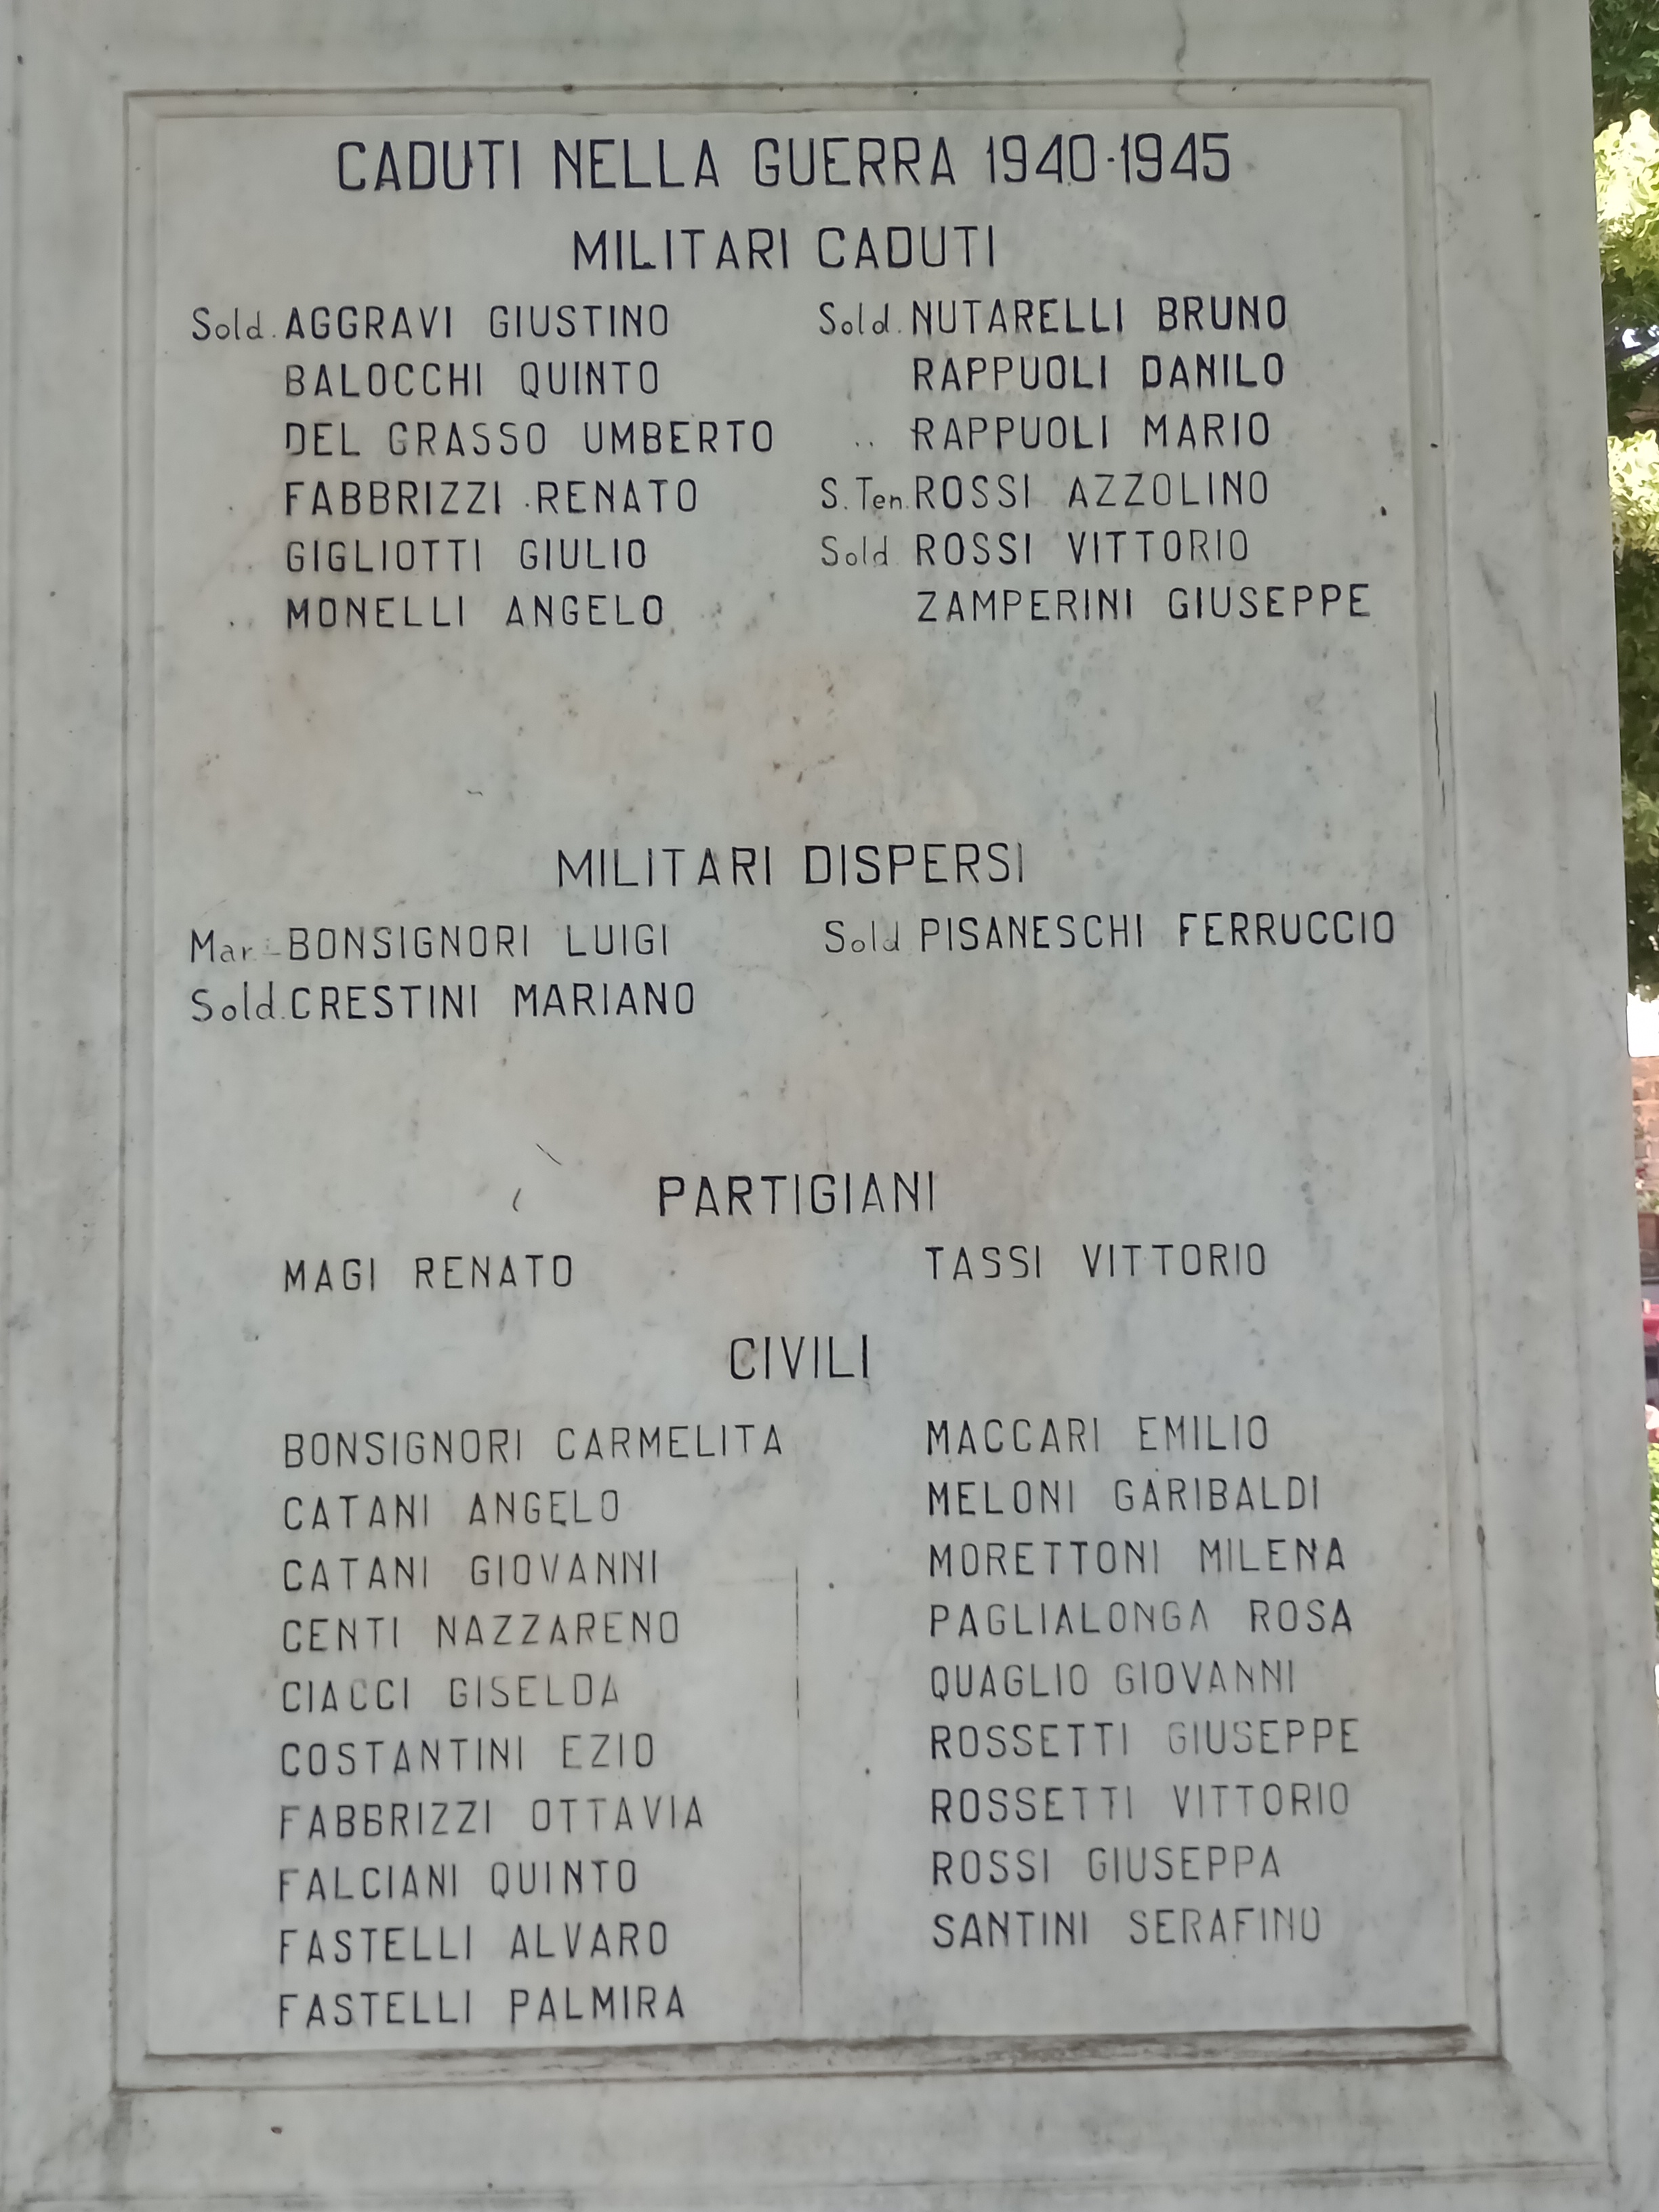 CADUTI NELLA GUERRA 1940-1945
MILITARI CADUTI
Sold. AGGRAVI GIUSTINO
BALOCCHI QUINTO
DEL GRASSO UMBERTO
FABBRIZZI RENATO
GIGLIOTTI GIULIO
MONELLI ANGELO
Sold. NUTARELLI BRUNO
RAPPUOLI DANILO
.. RAPPUOLI MARIO
S.Ten. ROSSI AZZOLINO
Sold ROSSI VITTORIO
ZAMPERINI GIUSEPPE
MILITARI DISPERSI
Mar. BONSIGNORI LUIGI
Sold. CRESTINI MARIANO
Sold PISANESCHI FERRUCCIO
PARTIGIANI
MAGI RENATO
TASSI VITTORIO
CIVILI
BONSIGNORI CARMELITA
CATANI ANGELO
CATANI GIOVANNI
CENTI NAZZARENO
CIACCI GISELDA
COSTANTINI EZIO
FABBRIZZI OTTAVIA
FALCIANI QUINTO
FASTELLI ALVARO
FASTELLI PALMIRA
MACCARI EMILIO
MELONI GARIBALDI
MORETTONI MILENA
PAGLIALONGA ROSA
QUAGLIO GIOVANNI
ROSSETTI GIUSEPPE
ROSSETTI VITTORIO
ROSSI GIUSEPPA
SANTINI SERAFINO